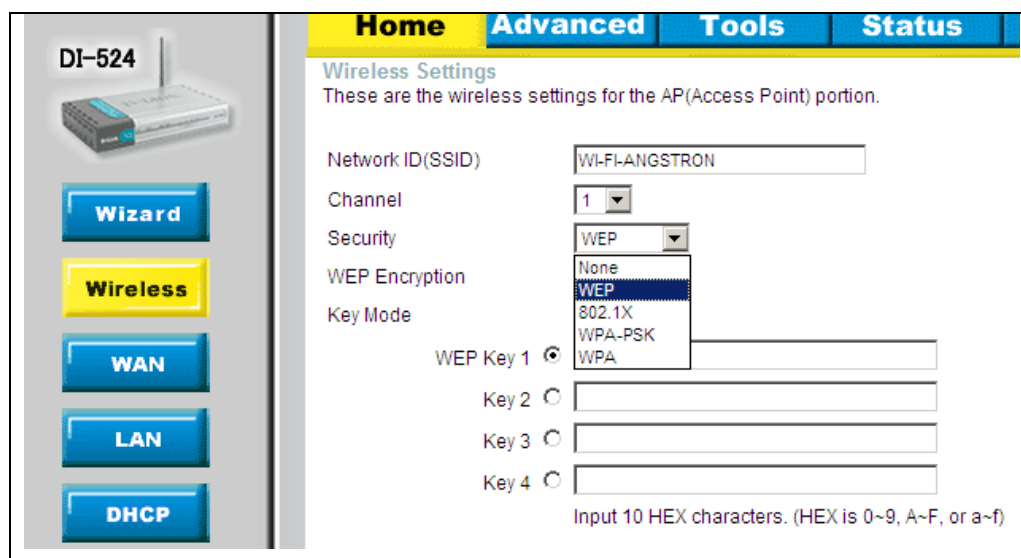 Home Advanced Tools Status
DI-524
Wireless Settings
These are the wireless settings for the AP(Access Point) portion.
Network ID(SSID) WI-FI-ANGSTRON
Wizard
Channel 1
Security WEP
None
WEP Encryption
WEP
Wireless
802.1X
Key Mode
WPA-PSK
WAN
WEP Key 1 WPA
Key 2
LAN
Key 3
Key 4
DHCP
Input 10 HEX characters. (HEX is 0~9, A~F, or a~f)